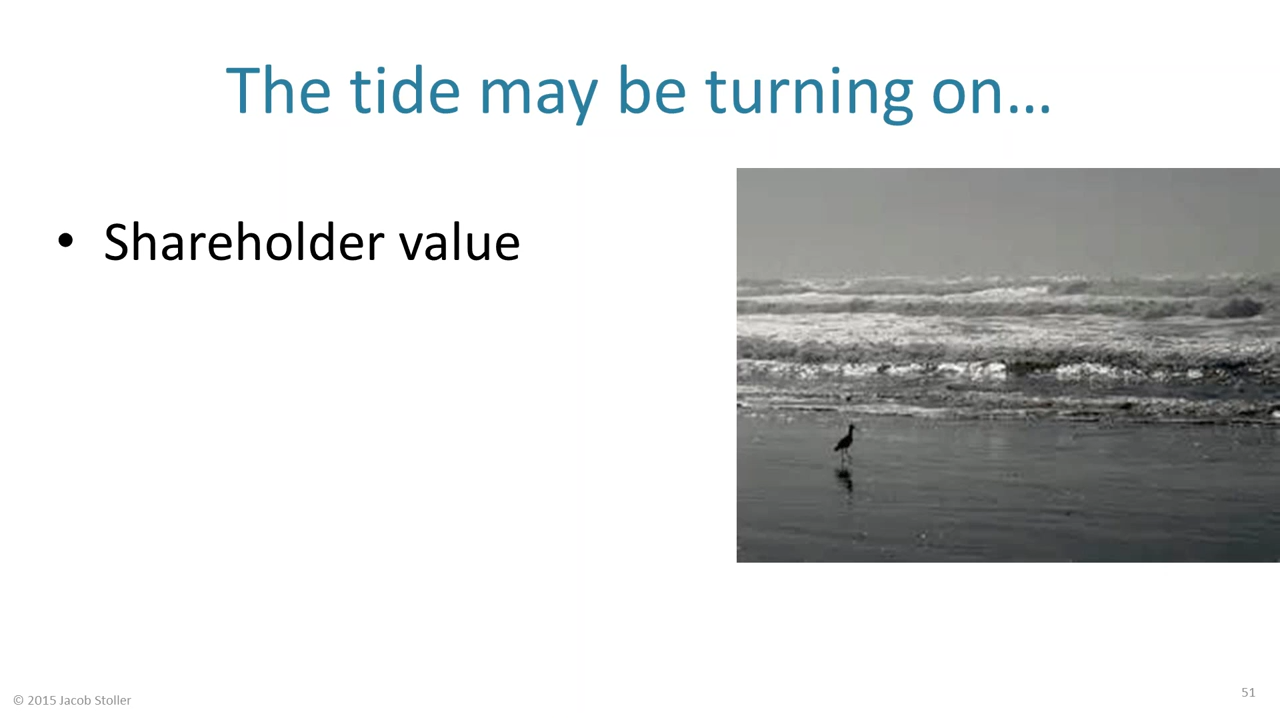 The tide may be turning on…
• Shareholder value
© 2015 Jacob Stoller
51